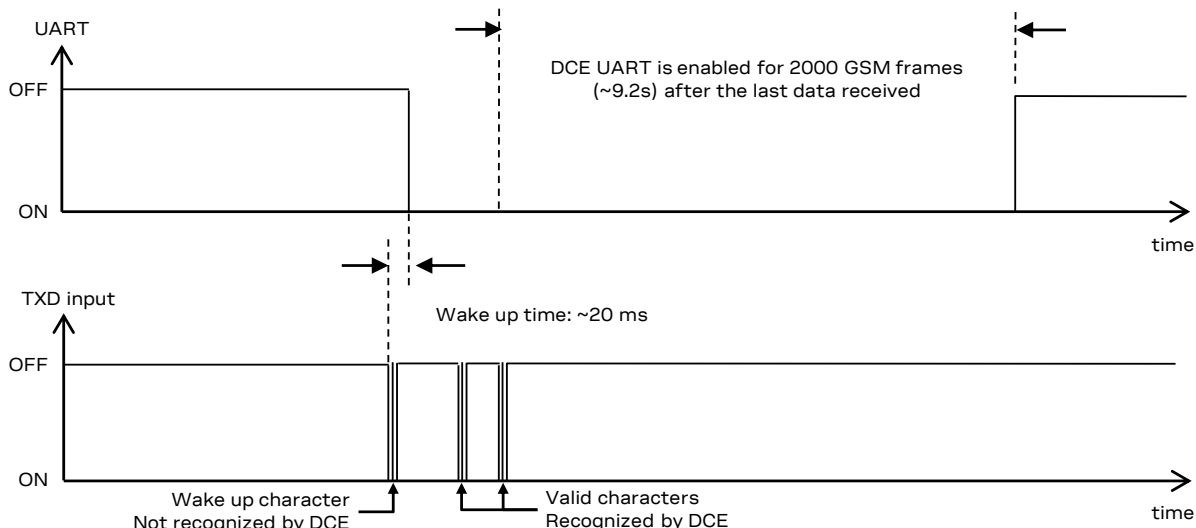 UART
OFF
DCE UART is enabled for 2000 GSM frames
(~9.2s) after the last data received
ON
time
TXD input
Wake up time: ~20 ms
OFF
ON
Wake up character
Not recognized by DCE
Valid characters
Recognized by DCE
time